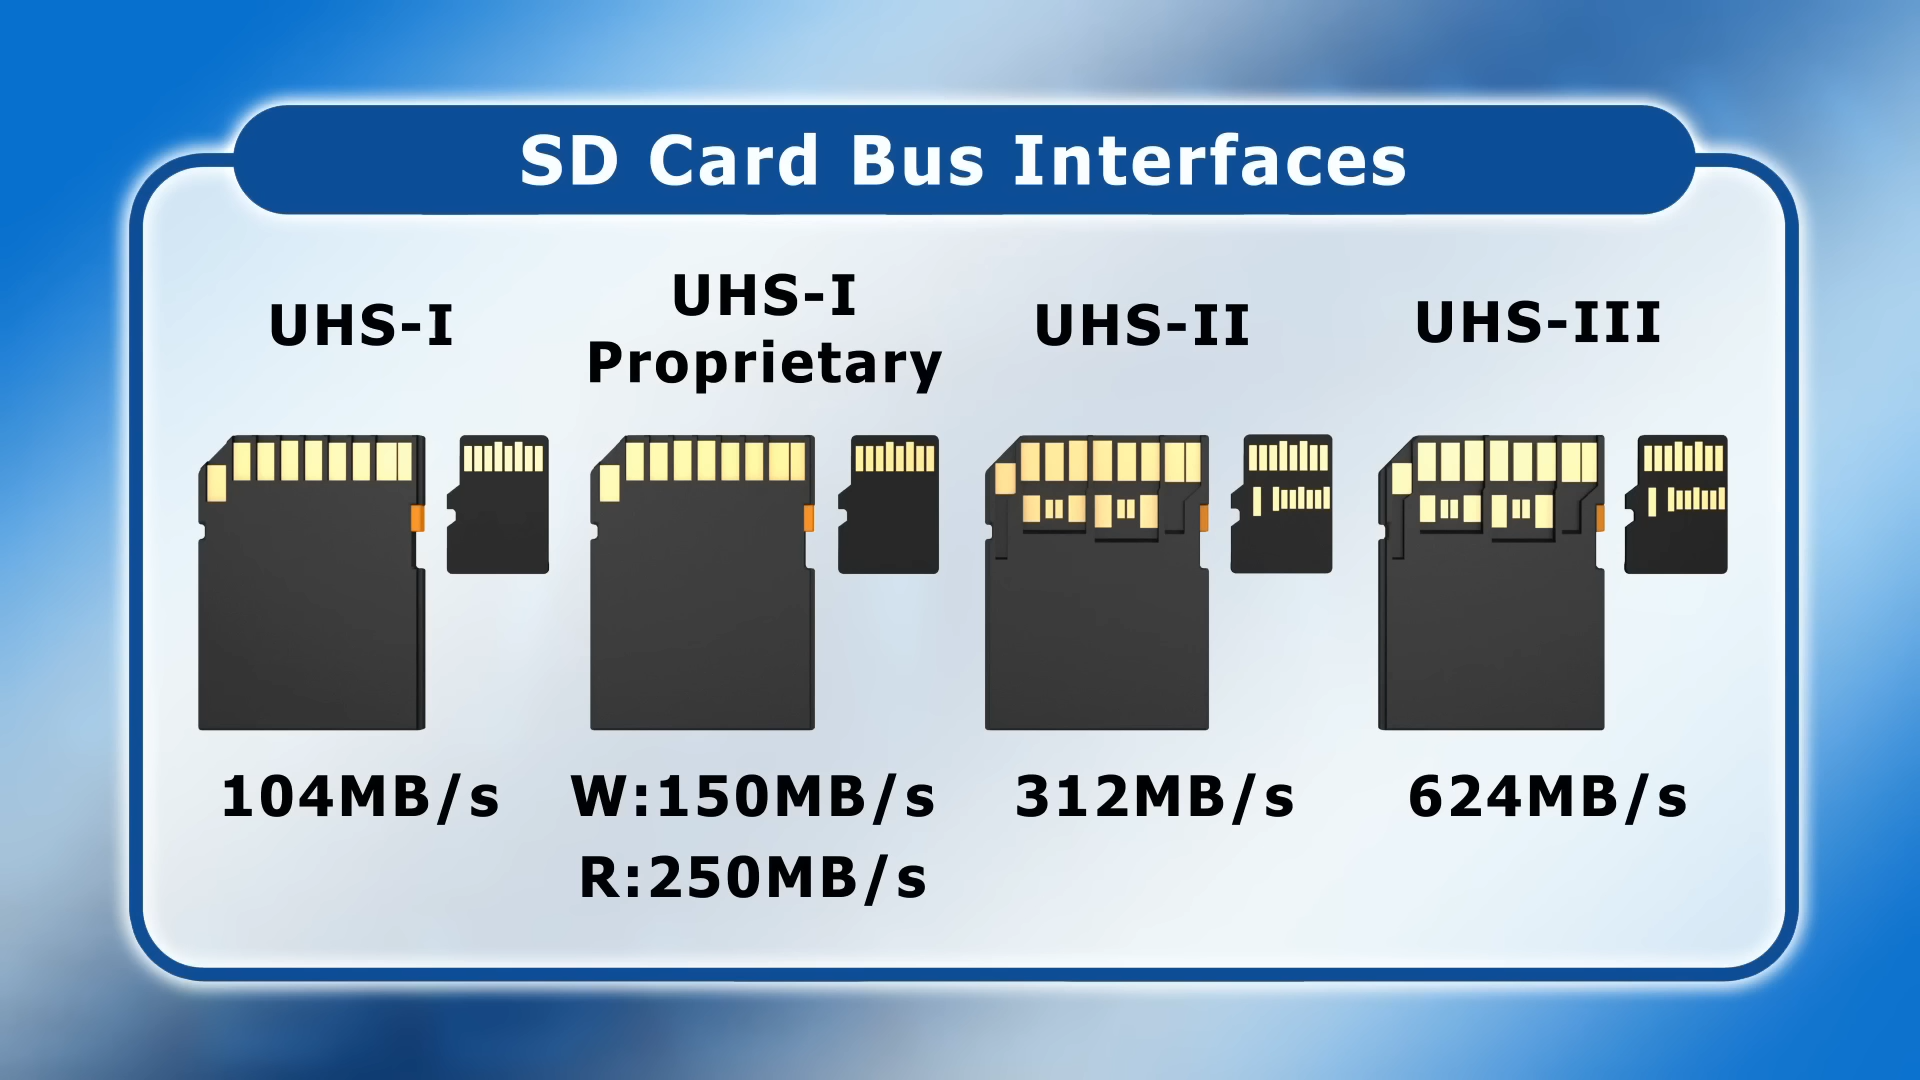 SD Card Bus Interfaces
UHS-I
UHS-I
Proprietary
UHS-II
UHS-III
104MB/s
W:150MB/s
R:250MB/s
312MB/s
624MB/s